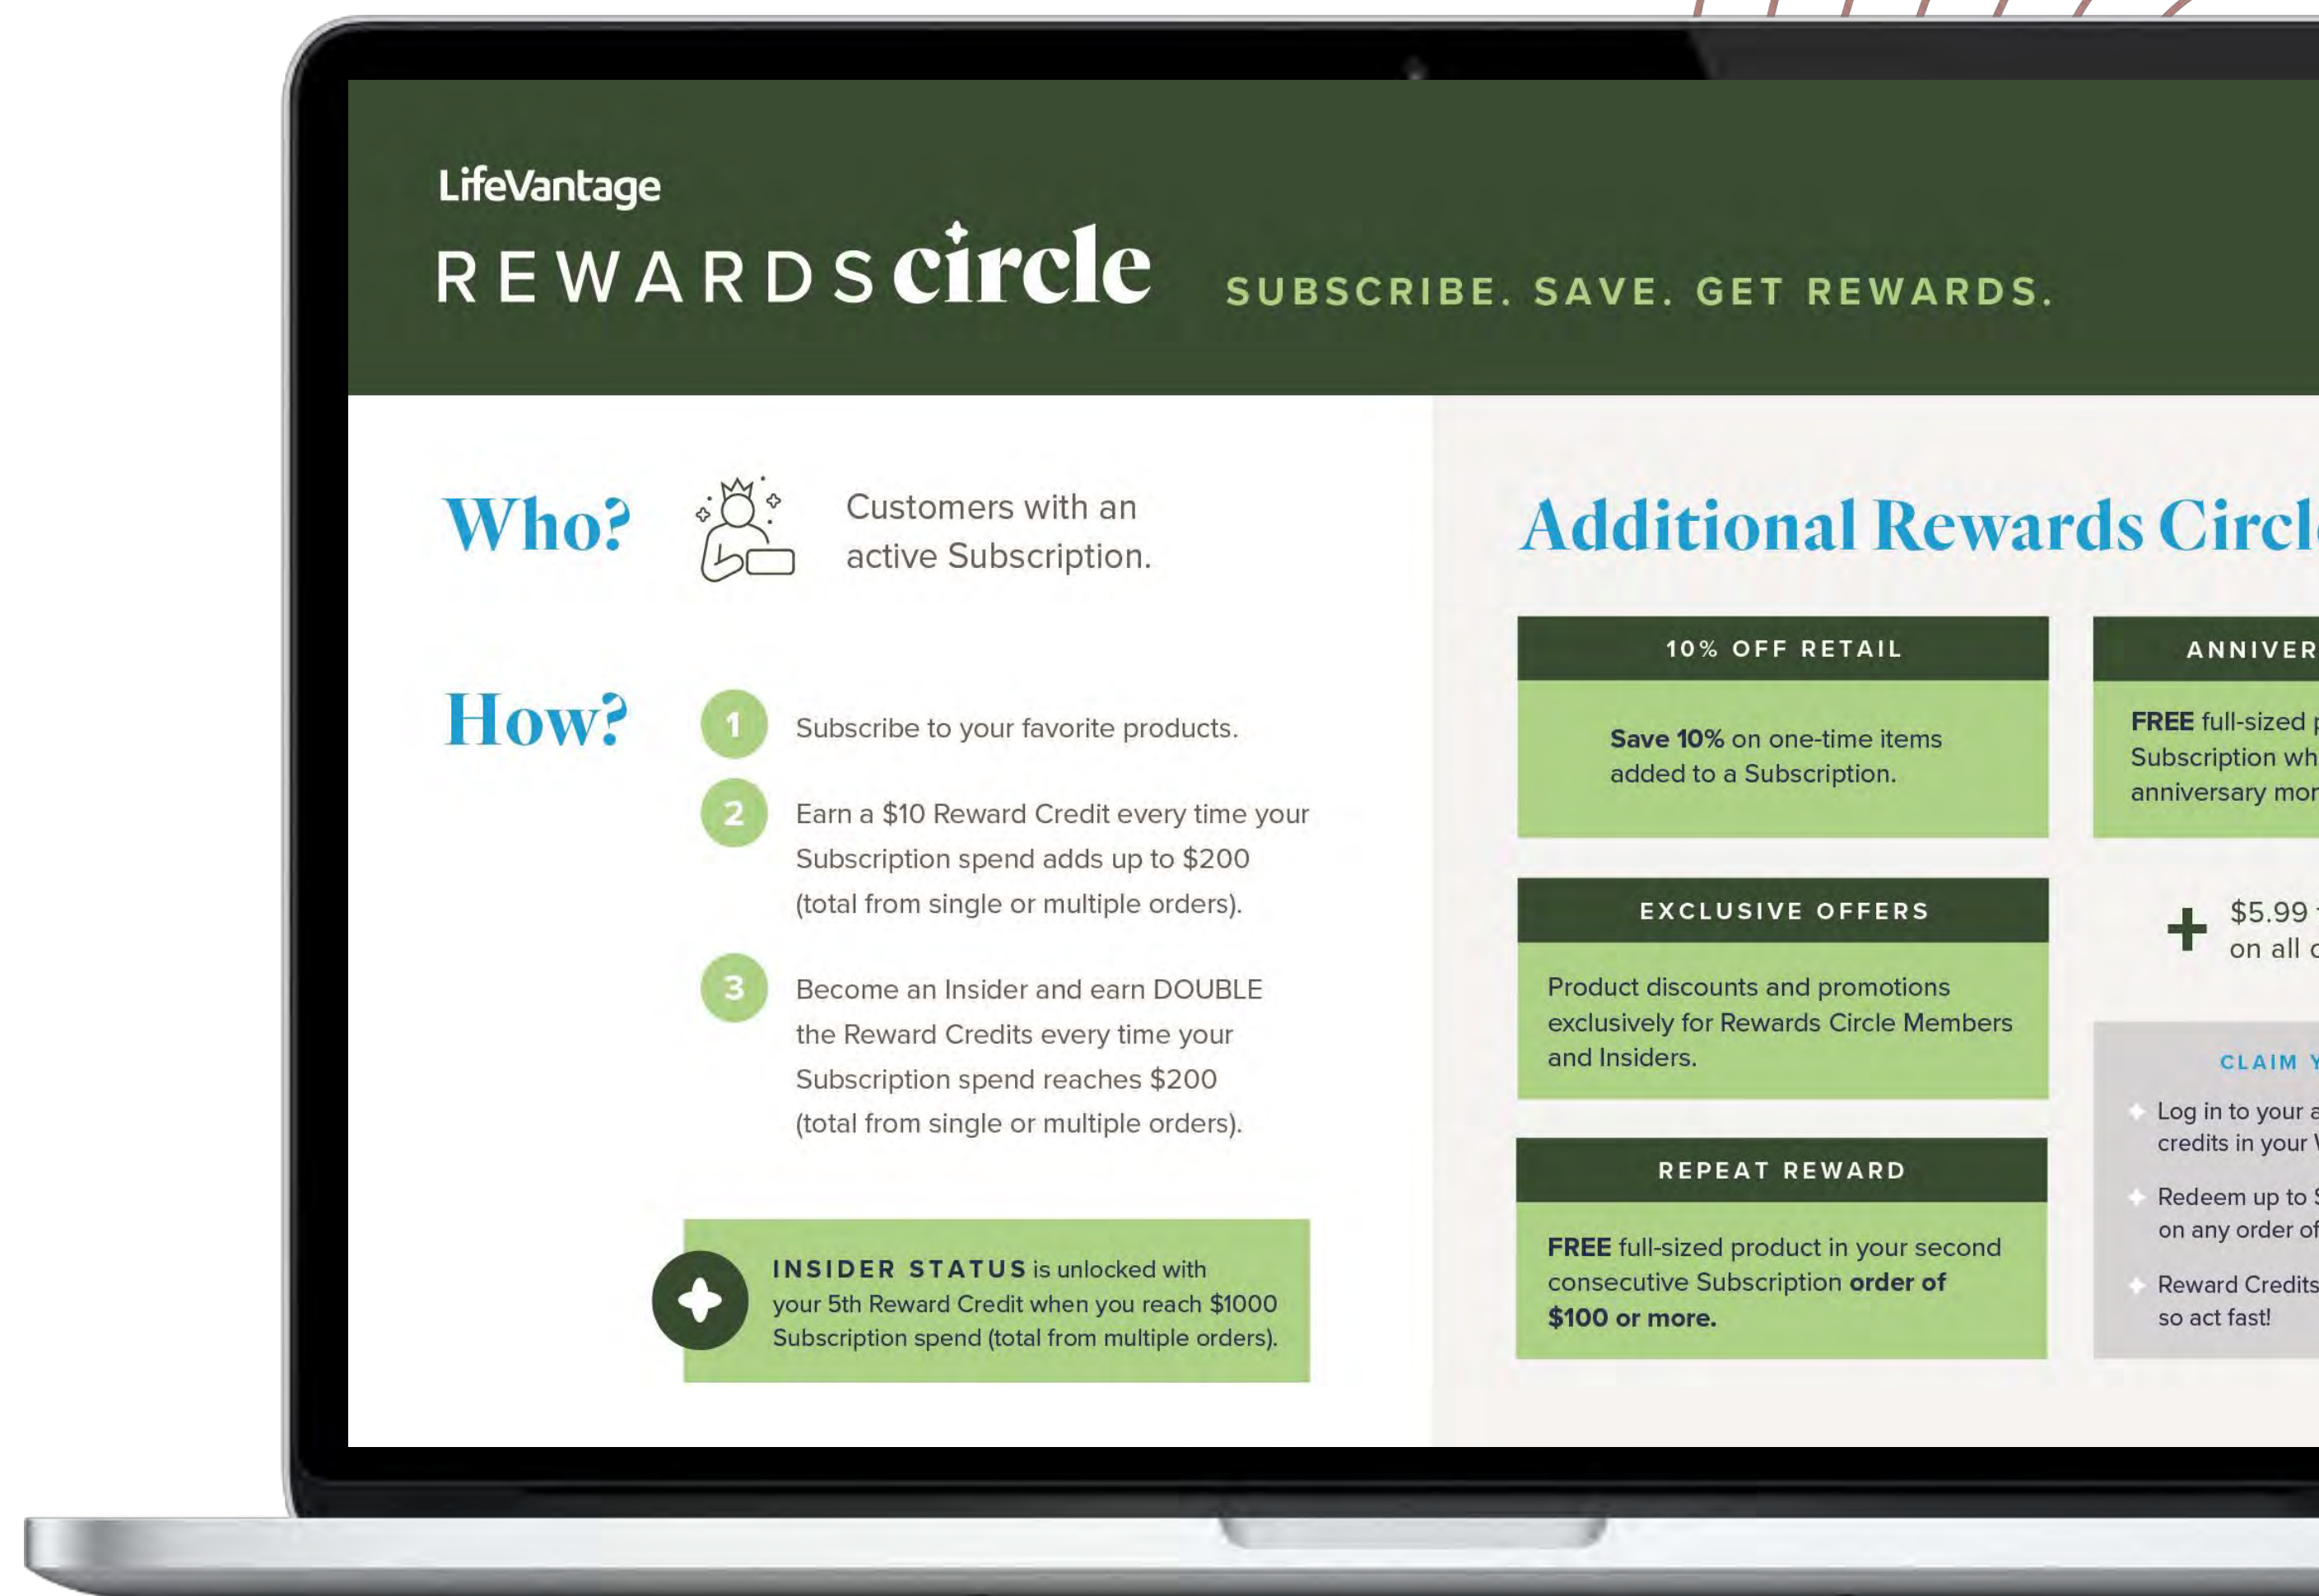 LifeVantage
REWARDS circle
SUBSCRIBE. SAVE. GET REWARDS.
Who?
Customers with an
active Subscription.
How?
1
Subscribe to your favorite products.
2
Earn a $10 Reward Credit every time your
Subscription spend adds up to $200
(total from single or multiple orders).
3
Become an Insider and earn DOUBLE
the Reward Credits every time your
Subscription spend reaches $200
(total from single or multiple orders).
INSIDER STATUS is unlocked with
your 5th Reward Credit when you reach $1000
Subscription spend (total from multiple orders).
Additional Rewards
10% OFF RETAIL
Save 10% on one-time items
added to a Subscription.
EXCLUSIVE OFFERS
Product discounts and promotions
exclusively for Rewards Circle Members
and Insiders.
REPEAT REWARD
FREE full-sized product in your second
consecutive Subscription order of
$100 or more.
FREE full-sized
Subscription
anniversary
+ $5.99
on all
CLAIM
Log in to your
credits in your
Redeem up to
on any order of
Reward Credits
so act fast!